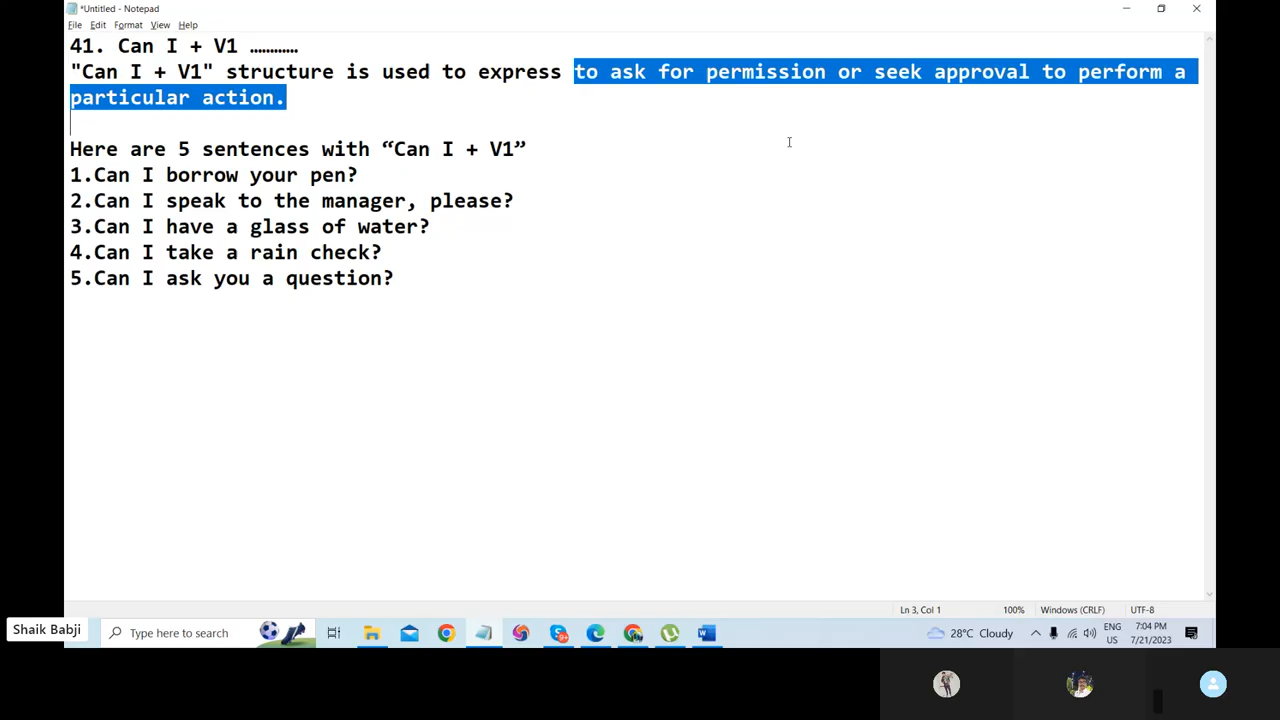 *Untitled - Notepad
File Edit Format View Help
41. Can I + V1 …………
"Can I + V1" structure is used to express to ask for permission or seek approval to perform a
particular action.
Here are 5 sentences with “Can I + V1”
1.Can I borrow your pen?
2.Can I speak to the manager, please?
3.Can I have a glass of water?
4.Can I take a rain check?
5.Can I ask you a question?
Ln 3, Col 1 100% Windows (CRLF) UTF-8
Shaik Babji
Type here to search
28°C Cloudy
ENG
US
7:04 PM
7/21/2023